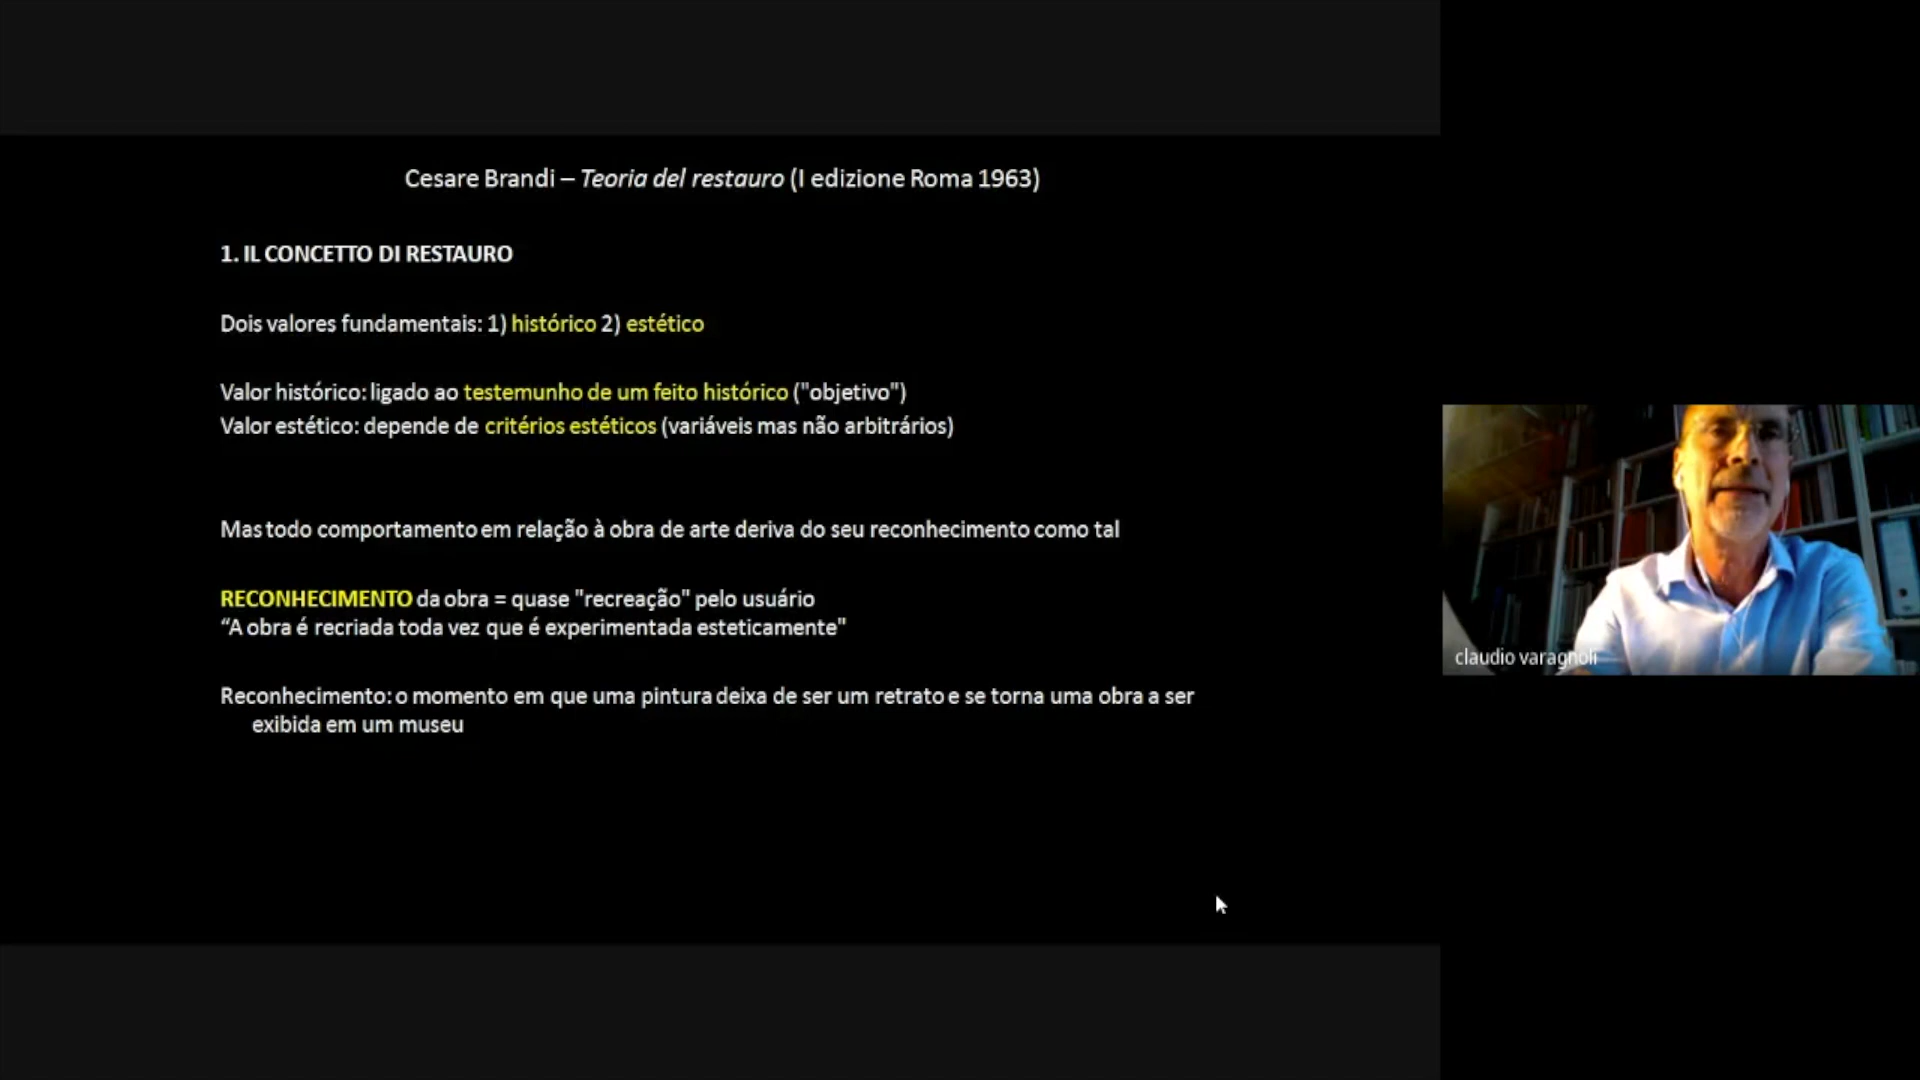 Cesare Brandi – Teoria del restauro (I edizione Roma 1963)
1. IL CONCETTO DI RESTAURO
Dois valores fundamentais: 1) histórico 2) estético
Valor histórico: ligado ao testemunho de um feito histórico ("objetivo")
Valor estético: depende de critérios estéticos (variáveis mas não arbitrários)
Mas todo comportamento em relação à obra de arte deriva do seu reconhecimento como tal
RECONHECIMENTO da obra = quase "recreação" pelo usuário
“A obra é recriada toda vez que é experimentada esteticamente"
Reconhecimento: o momento em que uma pintura deixa de ser um retrato e se torna uma obra a ser
exibida em um museu
claudio varagnoli